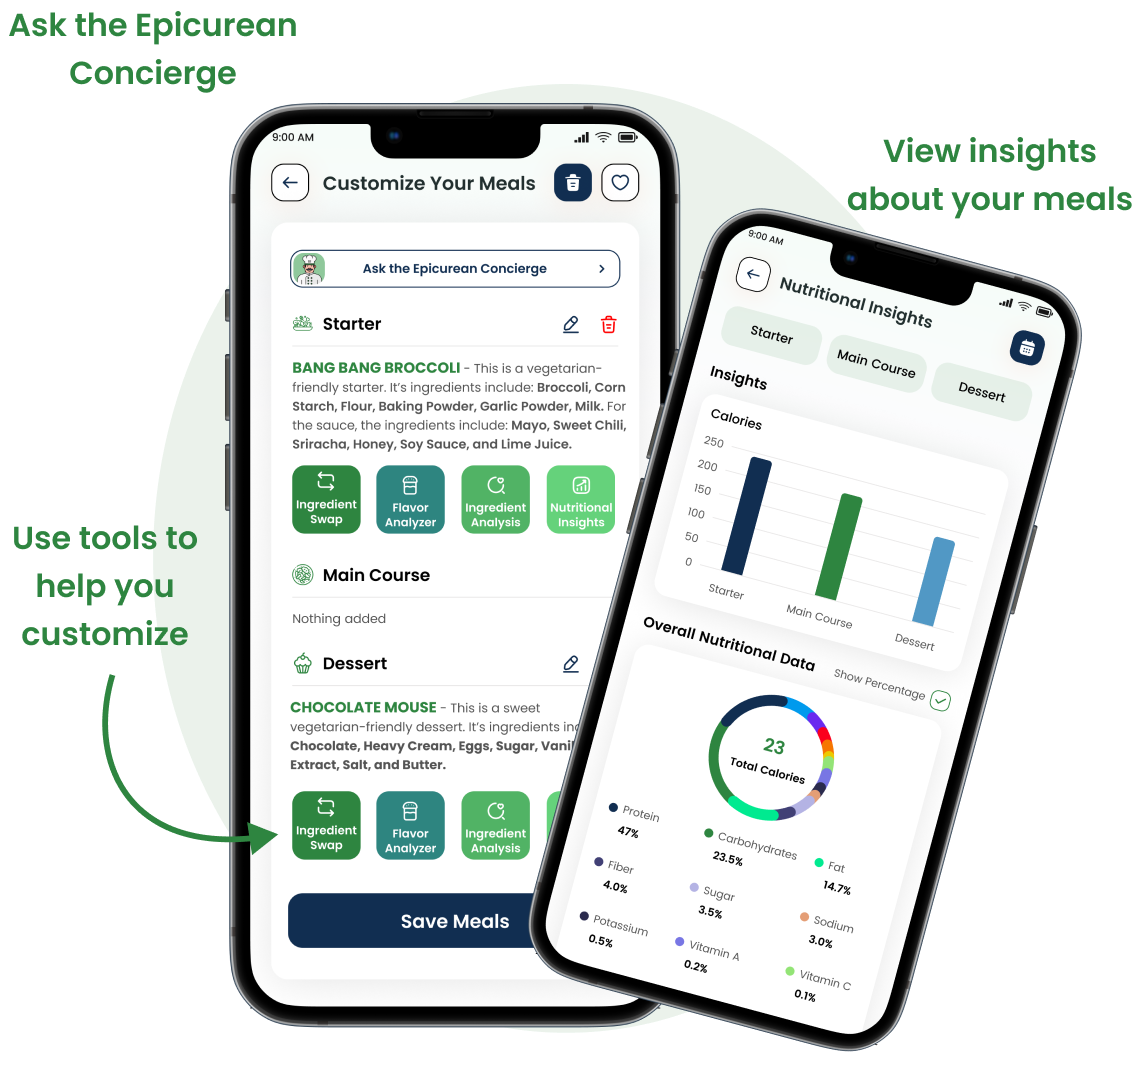 Ask the Epicurean
Concierge
View insights
about your meals
Use tools to
help you
customize
9:00 AM
Customize Your Meals
Ask the Epicurean Concierge
Starter
BANG BANG BROCCOLI - This is a vegetarian-
friendly starter. It's ingredients include: Broccoli, Corn
Starch, Flour, Baking Powder, Garlic Powder, Milk. For
the sauce, the ingredients include: Mayo, Sweet Chili,
Sriracha, Honey, Soy Sauce, and Lime Juice.
Ingredient
Swap
Flavor
Analyzer
Ingredient
Analysis
Nutritional
Insights
Main Course
Nothing added
Dessert
CHOCOLATE MOUSE - This is a sweet
vegetarian-friendly dessert. It's ingredients
Chocolate, Heavy Cream, Eggs, Sugar,
Extract, Salt, and Butter.
Ingredient
Swap
Flavor
Analyzer
Ingredient
Analysis
Save Meals
9:00 AM
Nutritional Insights
Starter
Main Course
Dessert
Insights
Calories
250
200
150
100
50
0
Starter
Main Course
Dessert
Overall Nutritional Data
Show Percentage
23
Total Calories
Protein
47%
Carbohydrates
23.5%
Fat
14.7%
Fiber
4.0%
Sugar
3.5%
Sodium
3.0%
Potassium
0.5%
Vitamin A
0.2%
Vitamin C
0.1%